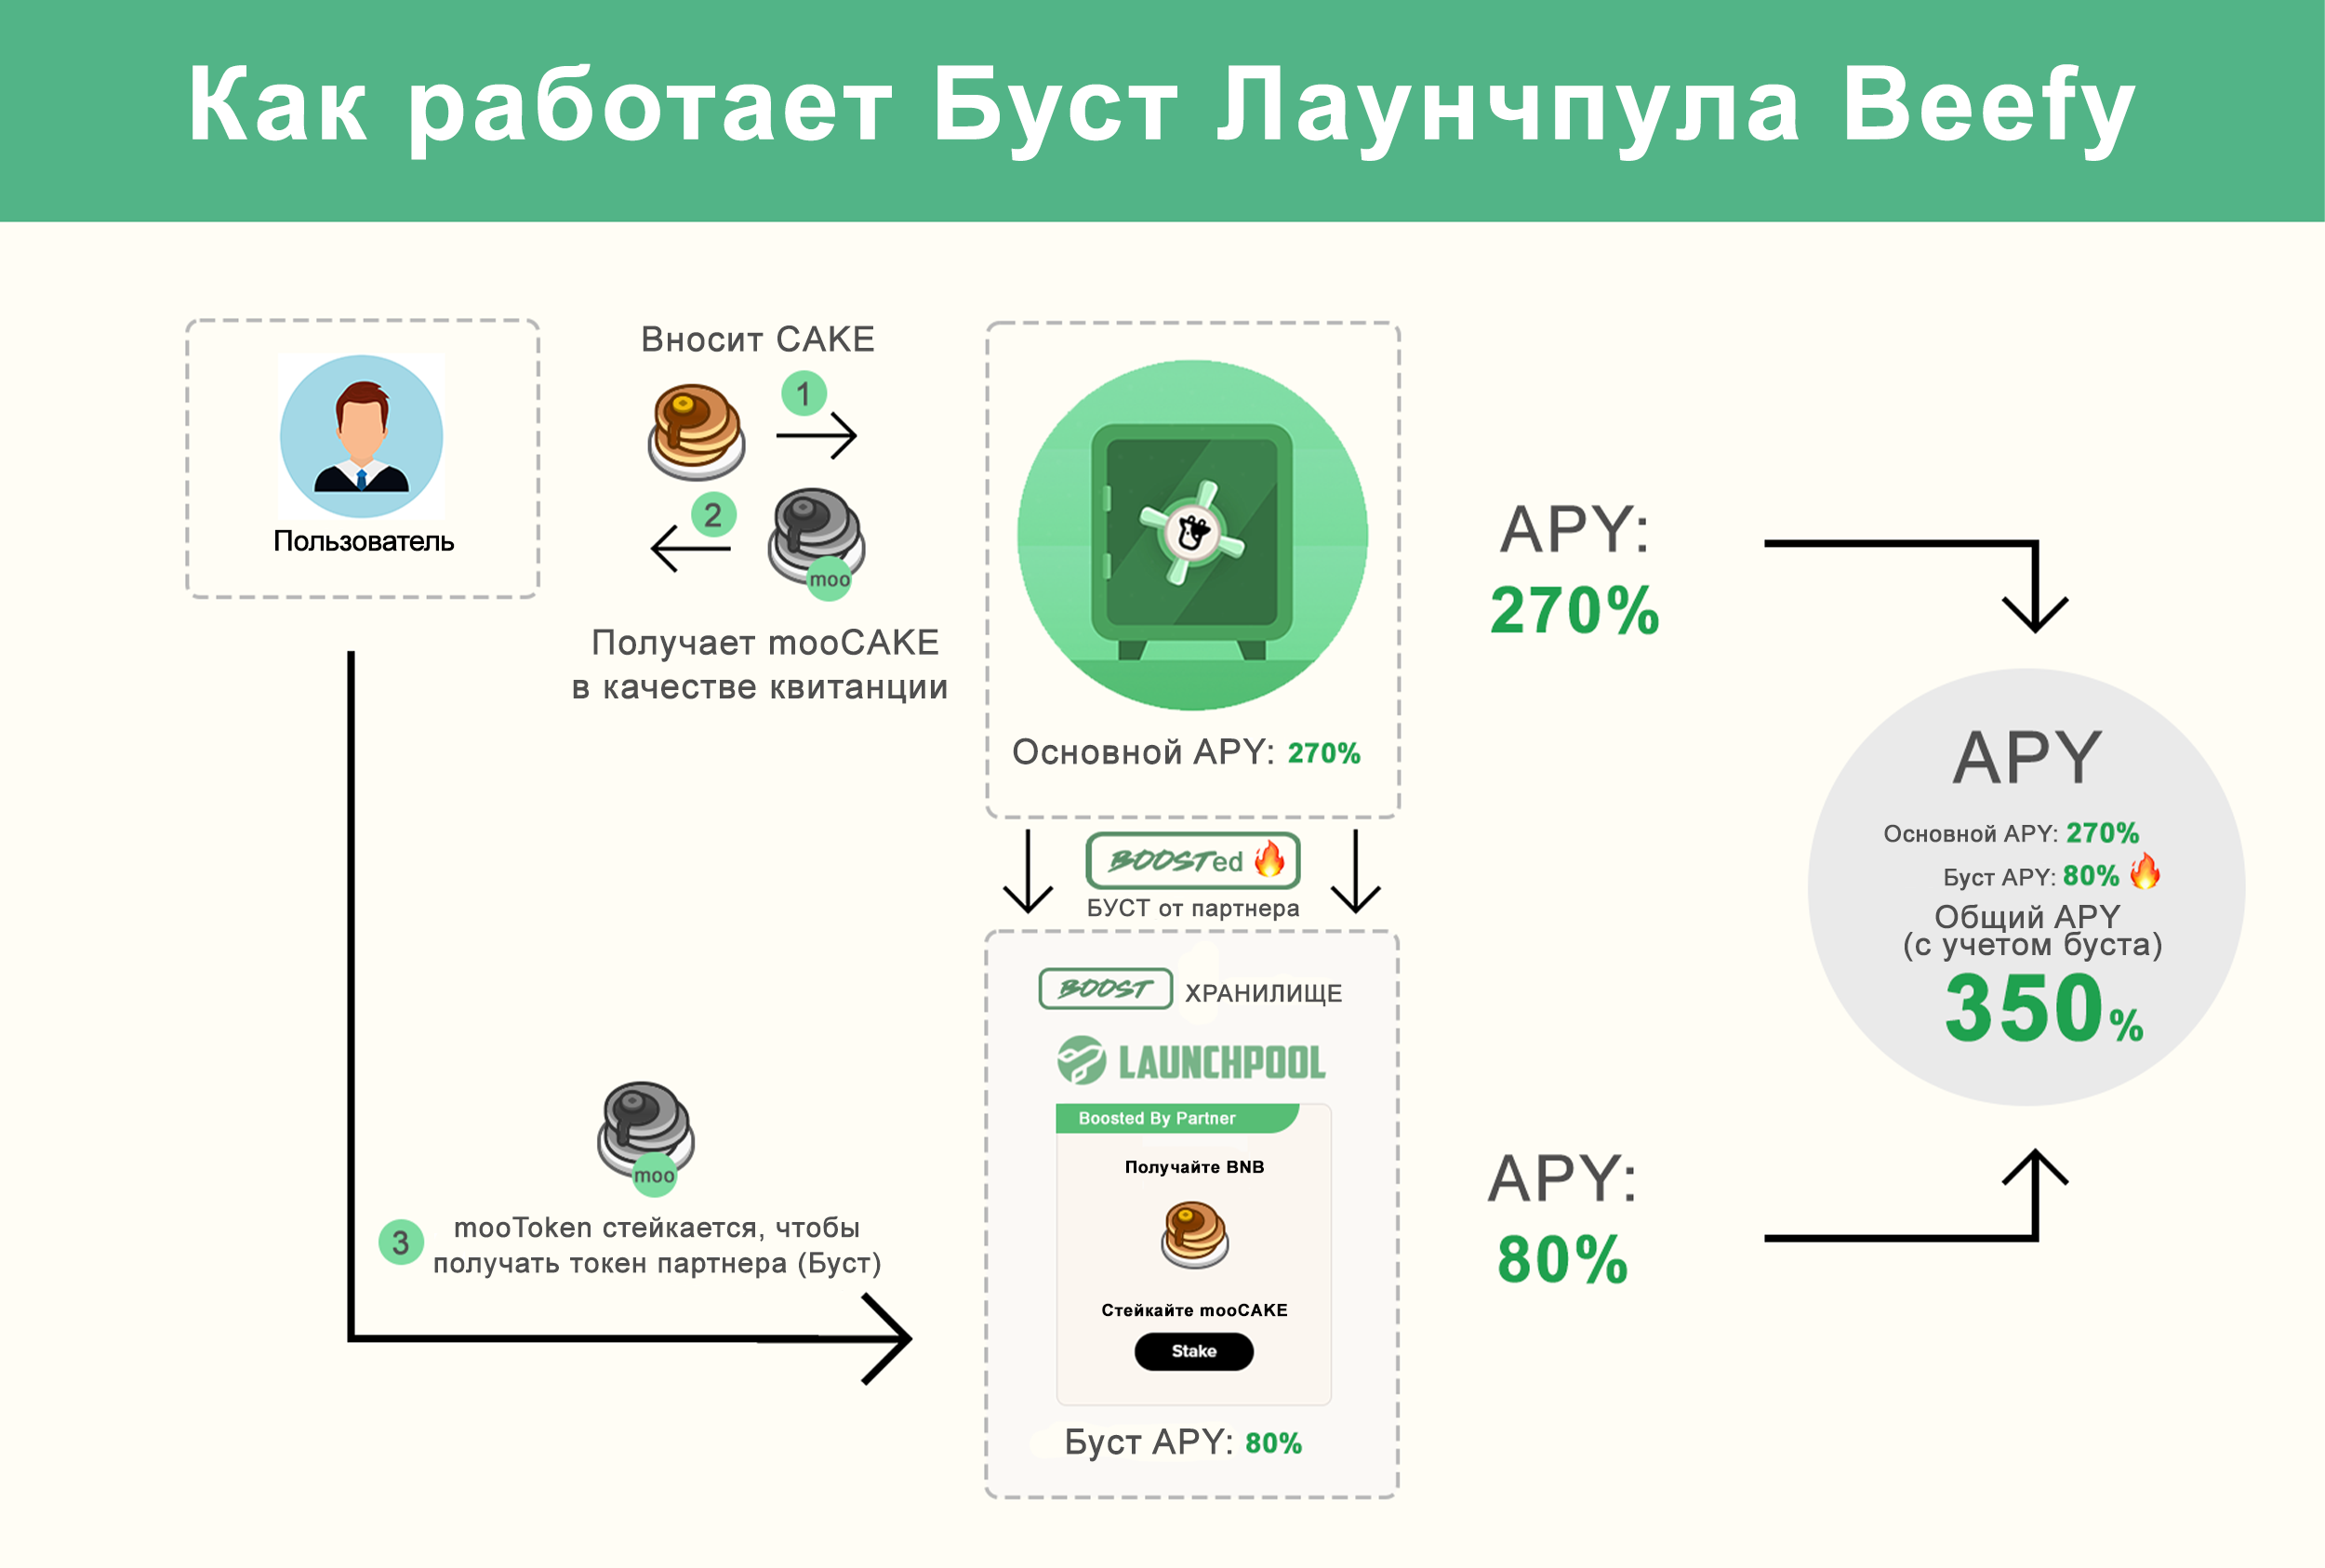 Как работает Буст Лаунчпула Beefy
Пользователь
Вносит CAKE
1
2
moo
Получает mooCAKE
в качестве квитанции
Основной APY: 270%
APY:
270%
BOOSTed
БУСТ от партнера
APY
Основной APY: 270%
Буст APY: 80%
Общий APY
(с учетом буста)
350%
moo
3
mooToken стейкается, чтобы
получать токен партнера (Буст)
BOOST ХРАНИЛИЩЕ
LAUNCHPOOL
Boosted By Partner
Получайте BNB
Стейкайте mooCAKE
Stake
Буст APY: 80%
APY:
80%